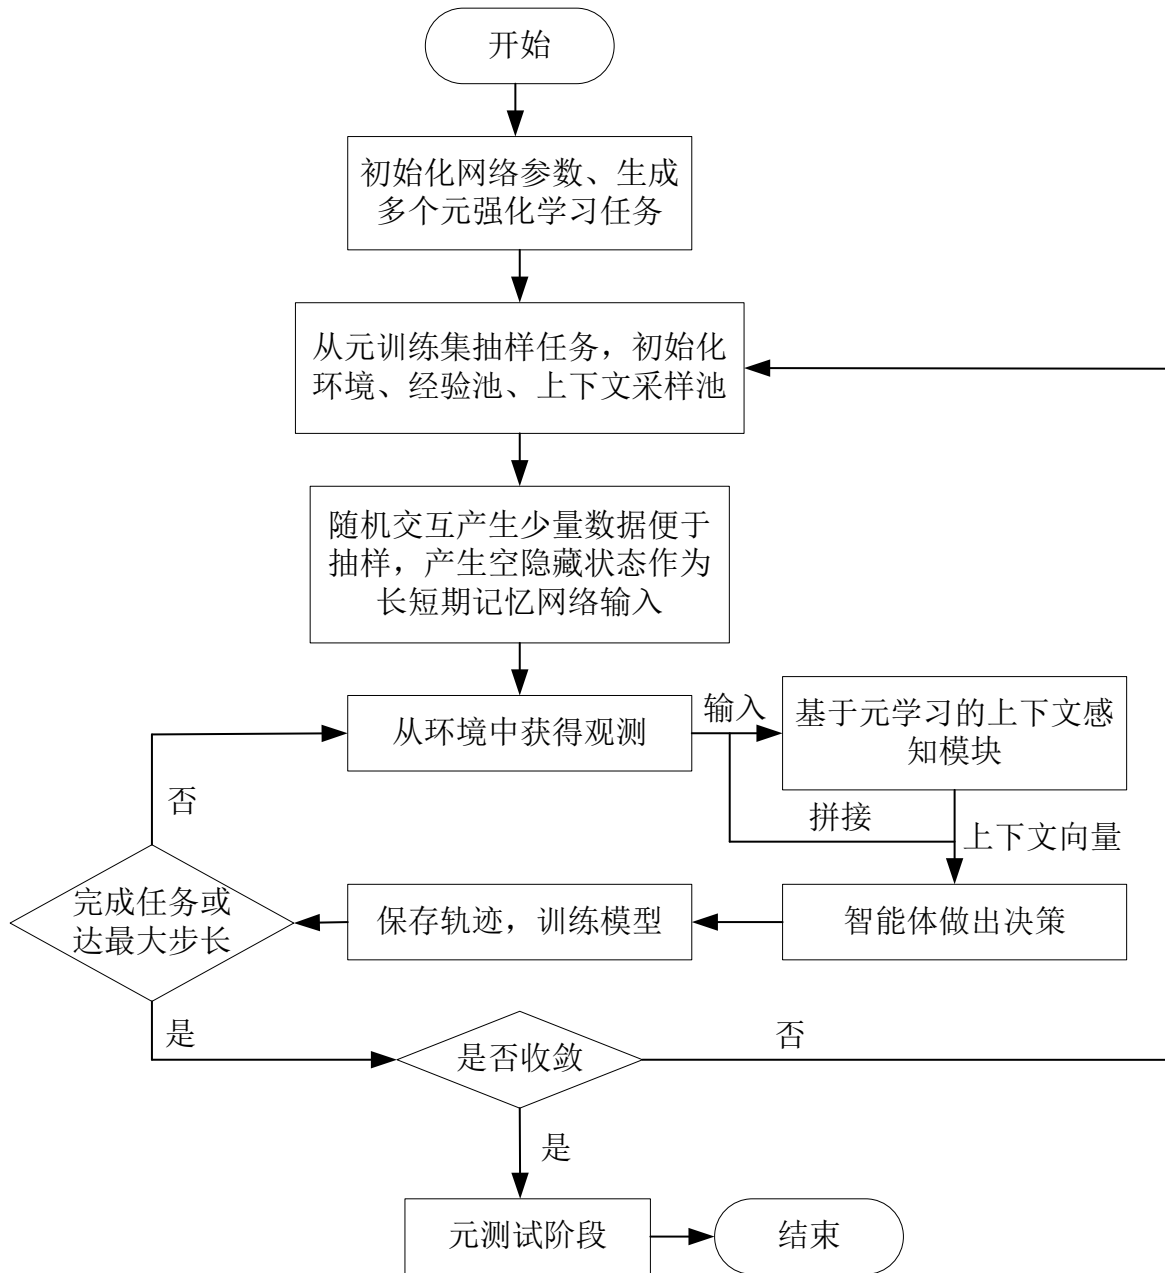 开始
初始化网络参数、生成
多个元强化学习任务
从元训练集抽样任务，初始化
环境、经验池、上下文采样池
随机交互产生少量数据便于
抽样，产生空隐藏状态作为
长短期记忆网络输入
从环境中获得观测
输入
基于元学习的上下文感
知模块
否
拼接
上下文向量
完成任务或
达最大步长
保存轨迹，训练模型
智能体做出决策
是
是否收敛
否
是
元测试阶段
结束